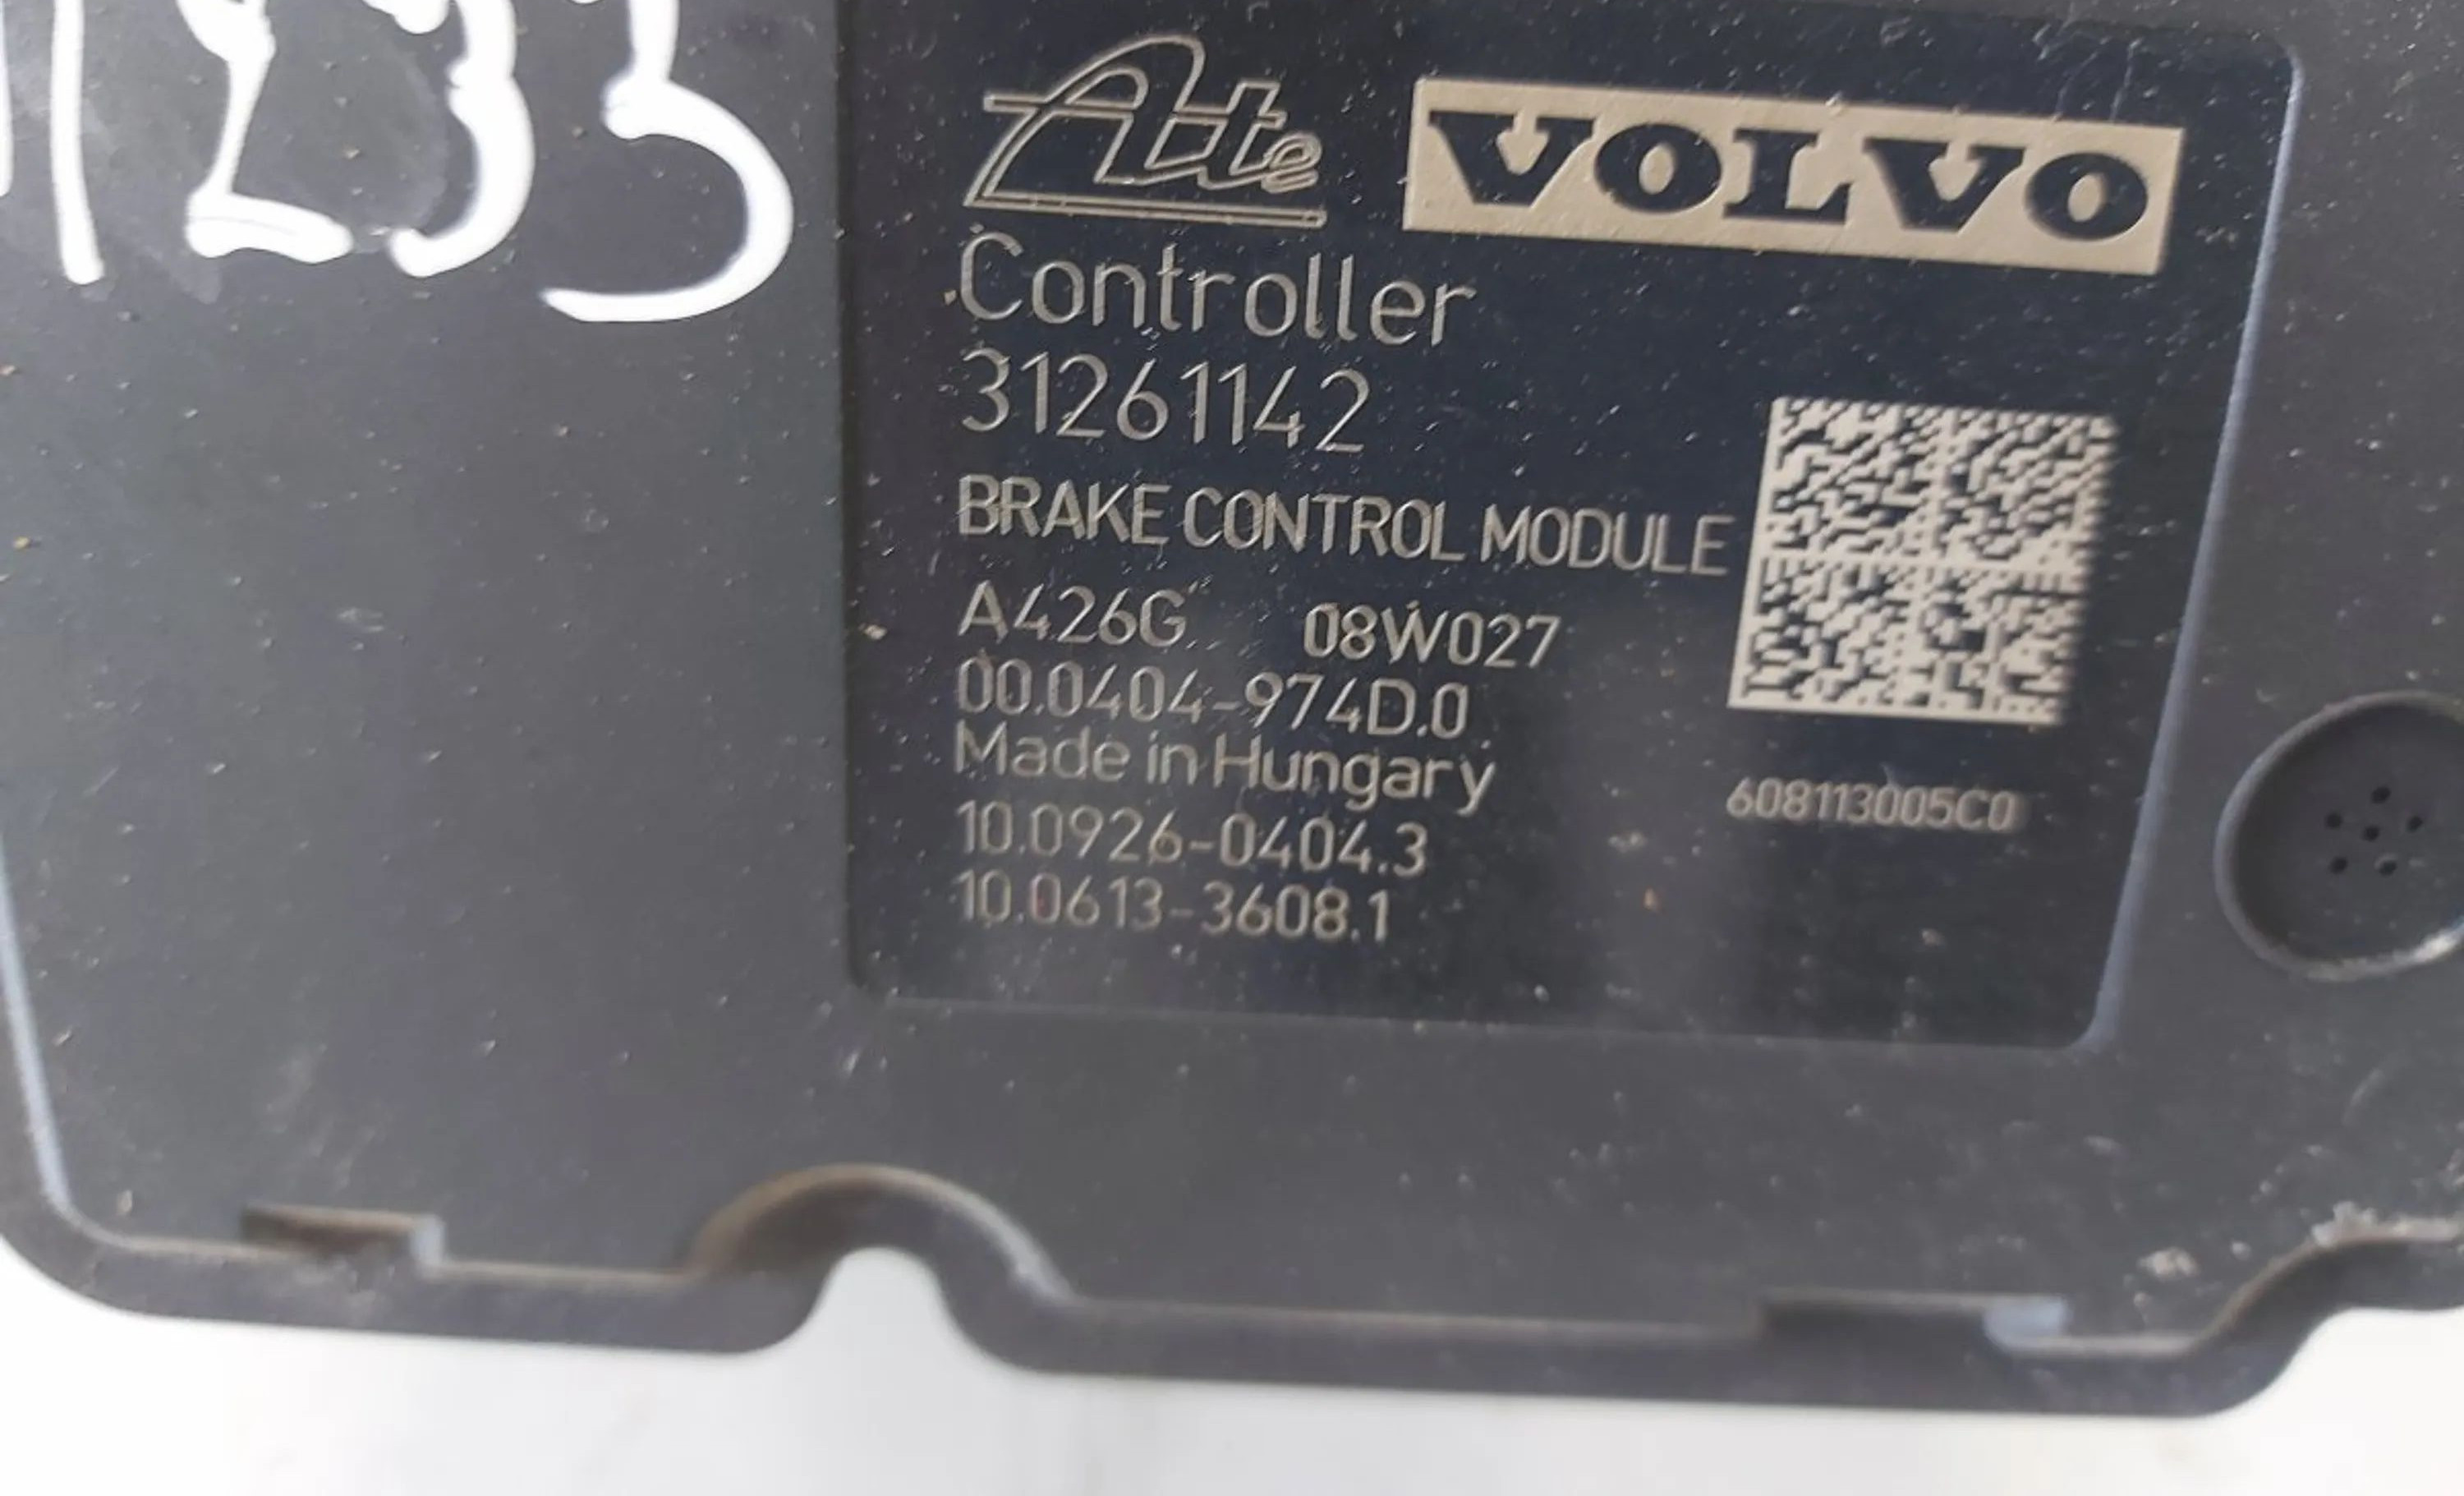 Ate VOLVO
Controller
31261142
BRAKE CONTROL MODULE
A426G 08W027
00.0404-974D.0
Made in Hungary
10.0926-0404.3
10.0613-3608.1
608113005C0